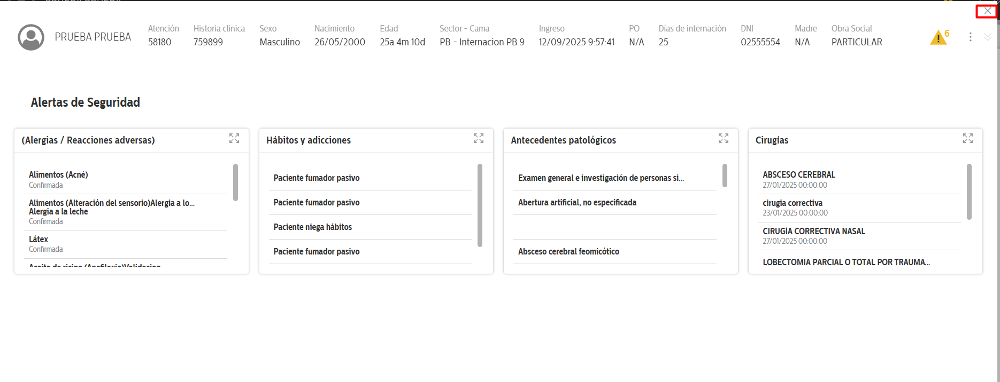 PRUEBA PRUEBA
Atención
58180
Historia clínica
759899
Sexo
Masculino
Nacimiento
26/05/2000
Edad
25a 4m 10d
Sector - Cama
PB - Internacion PB 9
Ingreso
12/09/2025 9:57:41
PO
N/A
Días de internación
25
DNI
02555554
Madre
N/A
Obra Social
PARTICULAR
6
Alertas de Seguridad
(Alergias / Reacciones adversas)
Alimentos (Acné)
Confirmada
Alimentos (Alteración del sensorio)Alergia a lo...
Alergia a la leche
Confirmada
Látex
Confirmada
Aceite de ricino (Anafilaxia)Validacion
Hábitos y adicciones
Paciente fumador pasivo
Paciente fumador pasivo
Paciente niega hábitos
Paciente fumador pasivo
Antecedentes patológicos
Examen general e investigación de personas si...
Abertura artificial, no especificada
Absceso cerebral feomicótico
Cirugías
ABSCESO CEREBRAL
27/01/2025 00:00:00
cirugia correctiva
23/01/2025 00:00:00
CIRUGIA CORRECTIVA NASAL
27/01/2025 00:00:00
LOBECTOMIA PARCIAL O TOTAL POR TRAUMA...